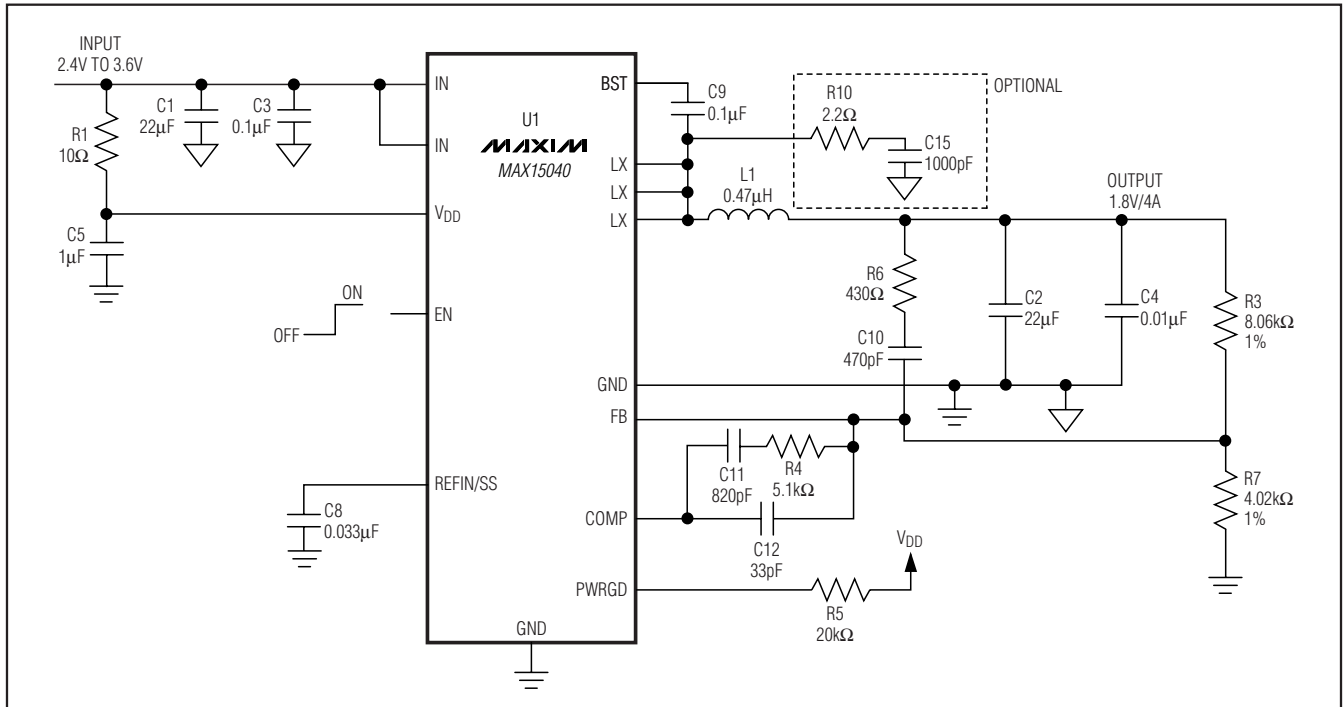 INPUT
2.4V TO 3.6V
R1
10Ω
C1
22µF
C3
0.1µF
C5
1µF
OFF
ON
C8
0.033µF
IN
IN
VDD
EN
REFIN/SS
U1
MAXIM
MAX15040
GND
BST
LX
LX
LX
GND
FB
COMP
PWRGD
C9
0.1µF
R10
2.2Ω
C15
1000pF
OPTIONAL
L1
0.47µH
OUTPUT
1.8V/4A
R6
430Ω
C10
470pF
C2
22µF
C4
0.01µF
R3
8.06kΩ
1%
C11
820pF
R4
5.1kΩ
C12
33pF
R7
4.02kΩ
1%
VDD
R5
20kΩ